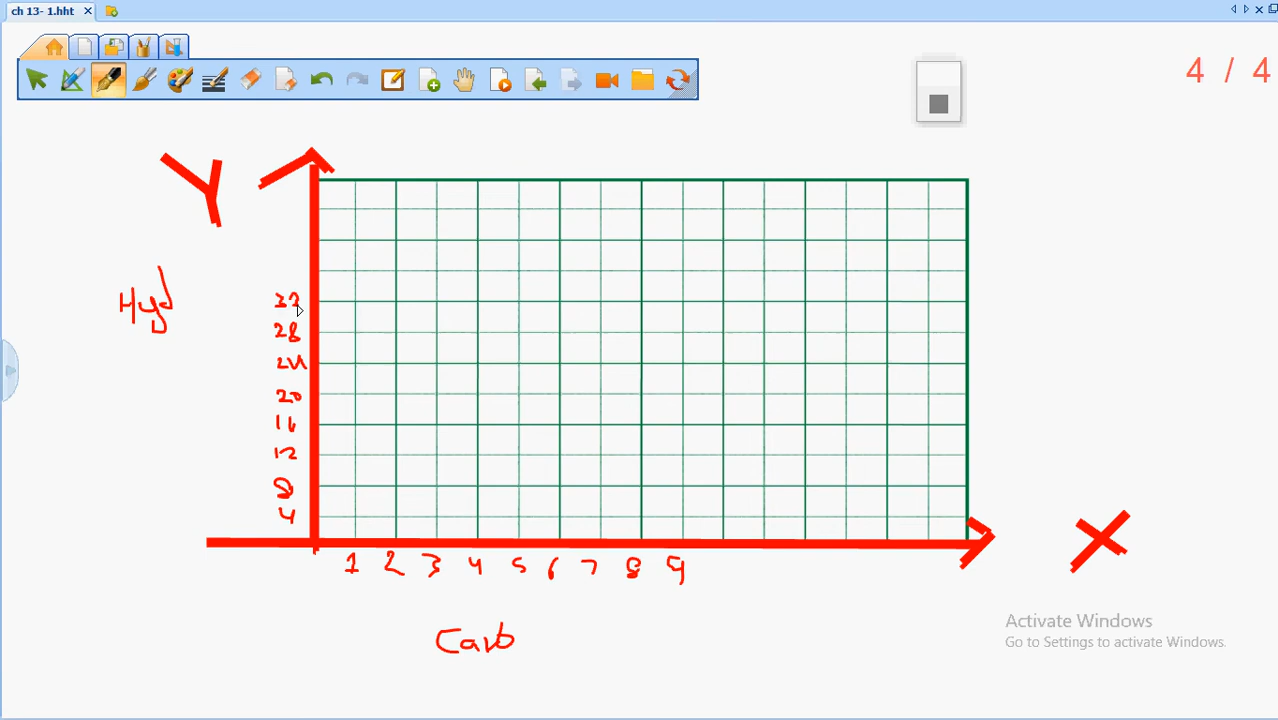 ch 13- 1.hht
4 / 4
Y
Hyd
32
28
24
20
16
12
8
4
1 2 3 4 5 6 7 8 9
X
Carb
Activate Windows
Go to Settings to activate Windows.